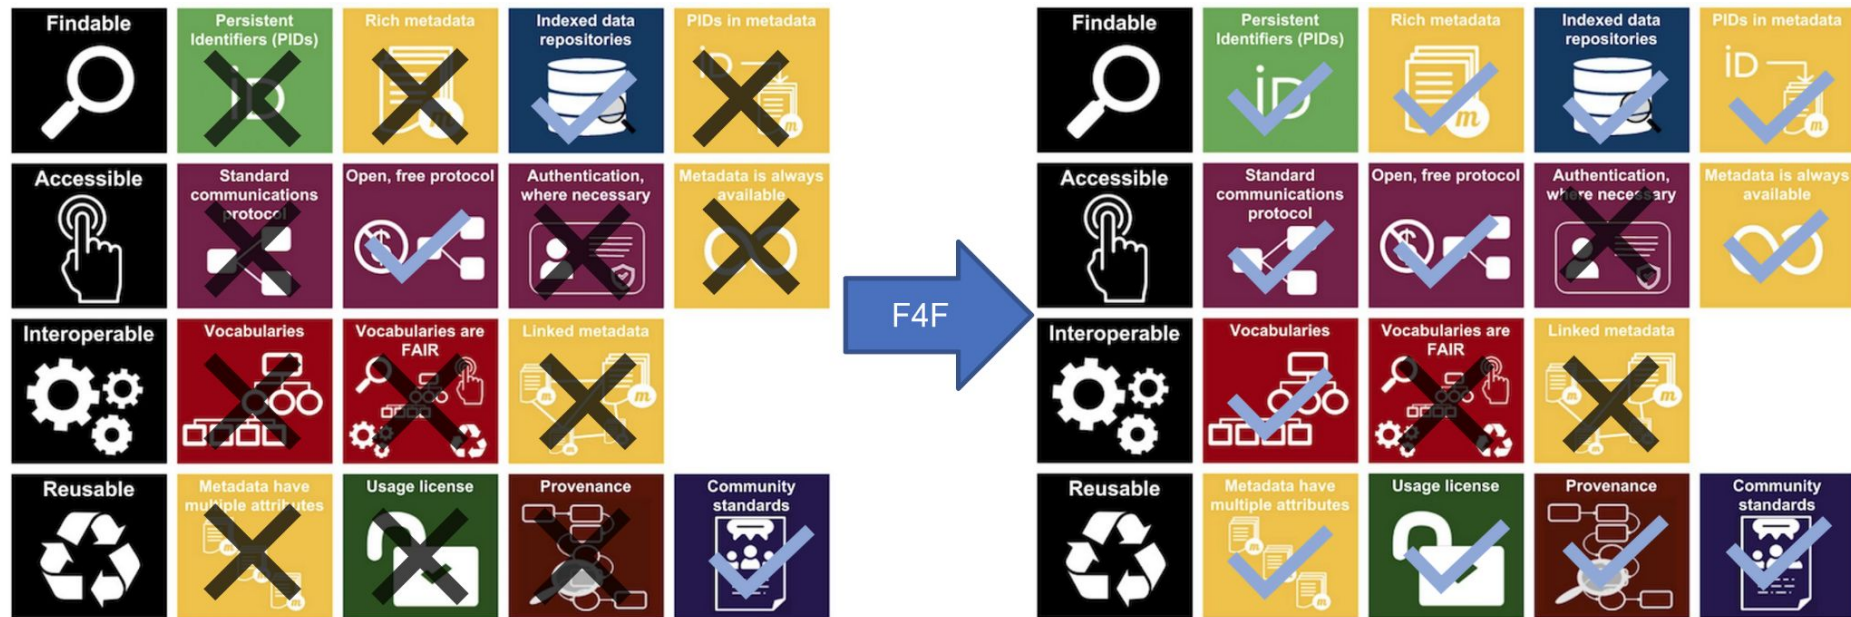 Findable
Persistent
Identifiers (PIDs)
iD
Rich metadata
m
Indexed data
repositories
PIDs in metadata
iD
m
Accessible
Standard
communications
protocol
Open, free protocol
Authentication,
where necessary
Metadata is always
available
Interoperable
Vocabularies
Vocabularies are
FAIR
Linked metadata
m
Reusable
Metadata have
multiple attributes
m
Usage license
Provenance
Community
standards
F4F
Findable
Persistent
Identifiers (PIDs)
iD
Rich metadata
m
Indexed data
repositories
PIDs in metadata
iD
m
Accessible
Standard
communications
protocol
Open, free protocol
Authentication,
where necessary
Metadata is always
available
Interoperable
Vocabularies
Vocabularies are
FAIR
Linked metadata
m
Reusable
Metadata have
multiple attributes
m
Usage license
Provenance
Community
standards